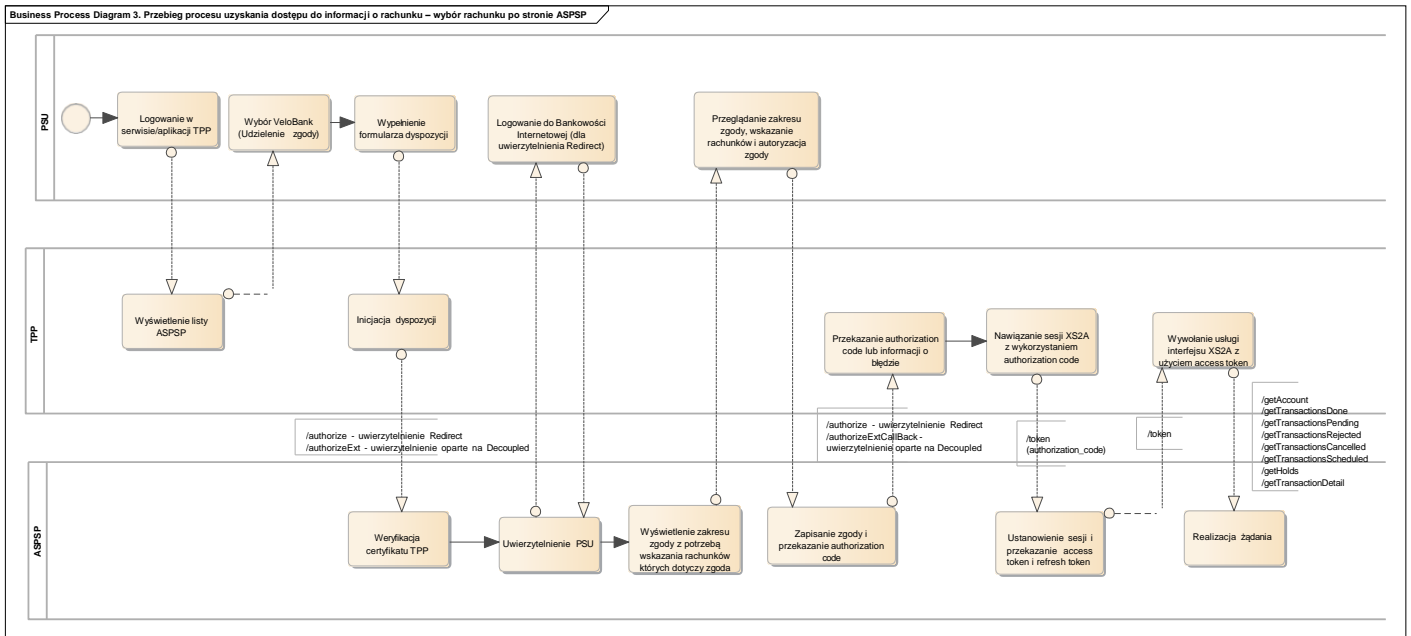 Business Process Diagram 3. Przebieg procesu uzyskania dostępu do informacji o rachunku – wybór rachunku po stronie ASPSP
PSU
Logowanie w
serwisie/aplikacji TPP
Wybór VeloBank
(Udzielenie zgody)
Wypełnienie
formularza dyspozycji
Logowanie do Bankowości
Internetowej (dla
uwierzytelnienia Redirect)
Przeglądanie zakresu
zgody, wskazanie
rachunków i autoryzacja
zgody
TPP
Wyświetlenie listy
ASPSP
Inicjacja dyspozycji
Przekazanie authorization
code lub informacji o
błędzie
Nawiązanie sesji XS2A
z wykorzystaniem
authorization code
Wywołanie usługi
interfejsu XS2A z
użyciem access token
/authorize - uwierzytelnienie Redirect
/authorizeExt - uwierzytlenienie oparte na Decoupled
/authorize - uwierzytelnienie Redirect
/authorizeExtCallBack -
uwierzytelnienie oparte na Decoupled
/token
(authorization_code)
/token
/getAccount
/getTransactionsDone
/getTransactionsPending
/getTransactionsRejected
/getTransactionsCancelled
/getTransactionsScheduled
/getHolds
/getTransactionDetail
ASPSP
Weryfikacja
certyfikatu TPP
Uwierzytelnienie PSU
Wyświetlenie zakresu
zgody z potrzebą
wskazania rachunków
których dotyczy zgoda
Zapisanie zgody i
przekazanie authorization
code
Ustanowienie sesji i
przekazanie access
token i refresh token
Realizacja żądania